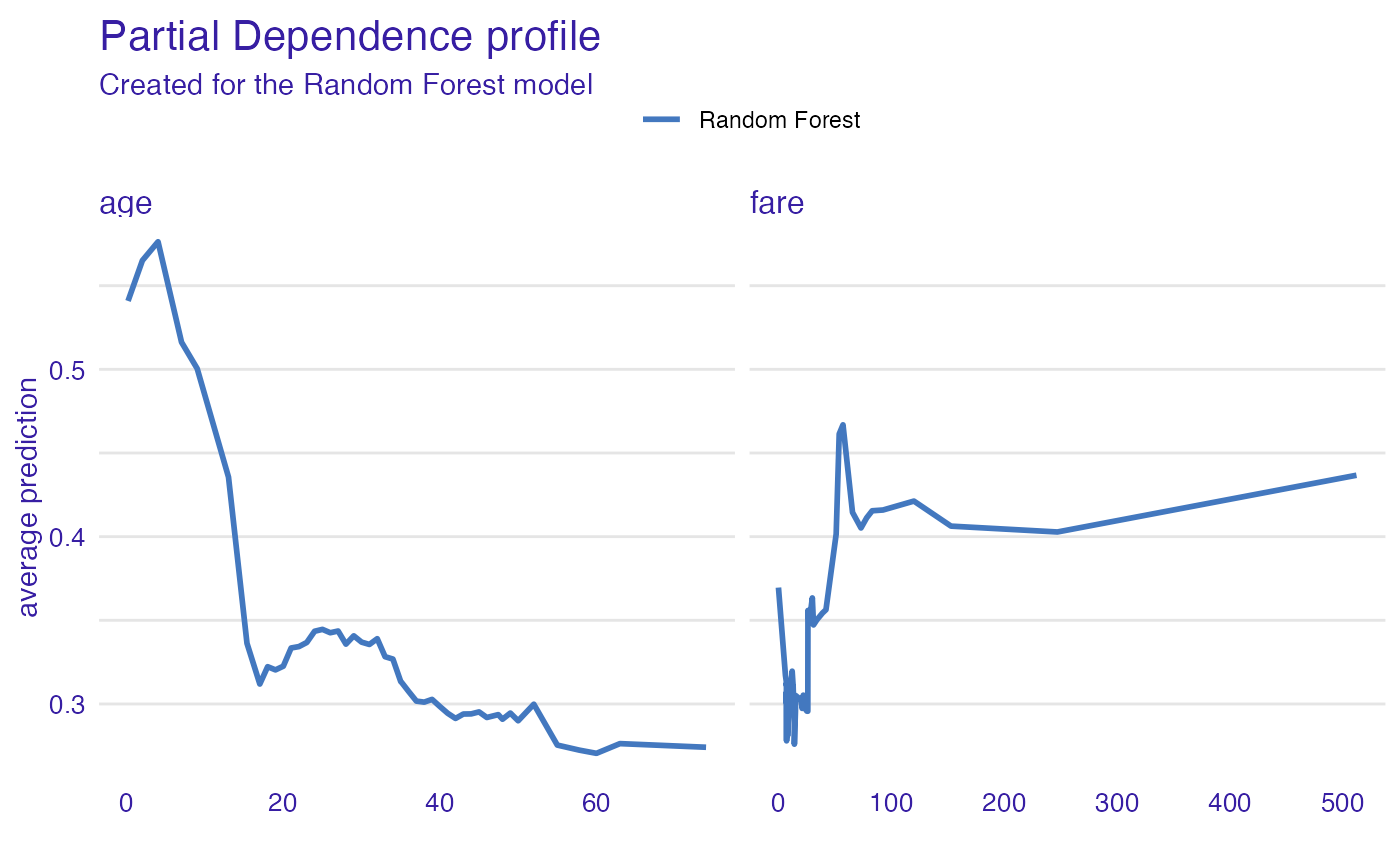 Partial Dependence profile
Created for the Random Forest model
Random Forest
age
fare
average prediction
0.5
0.4
0.3
0 20 40 60
0 100 200 300 400 500